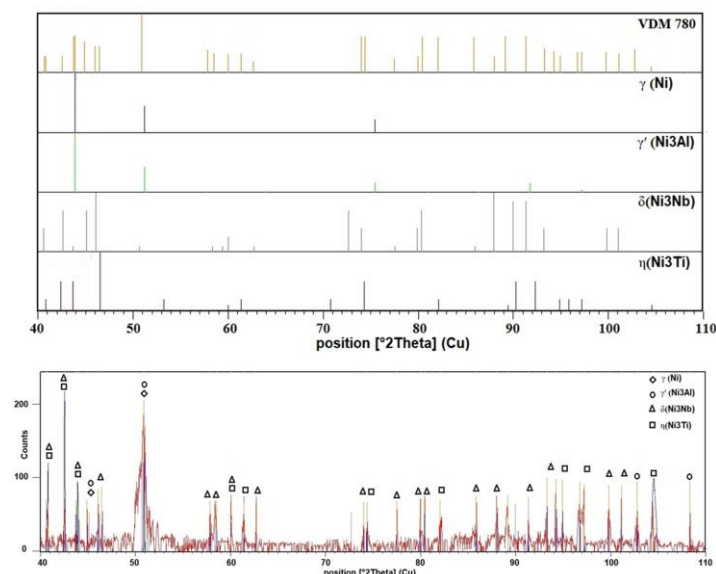 VDM 780
γ (Ni)
γ′ (Ni3Al)
δ(Ni3Nb)
η(Ni3Ti)
40 50 60 70 80 90 100 110
position [°2Theta] (Cu)
200
100
0
Counts
γ (Ni)
γ′(Ni3Al)
δ(Ni3Nb)
η(Ni3Ti)
40 50 60 70 80 90 100 110
position [°2Theta] (Cu)